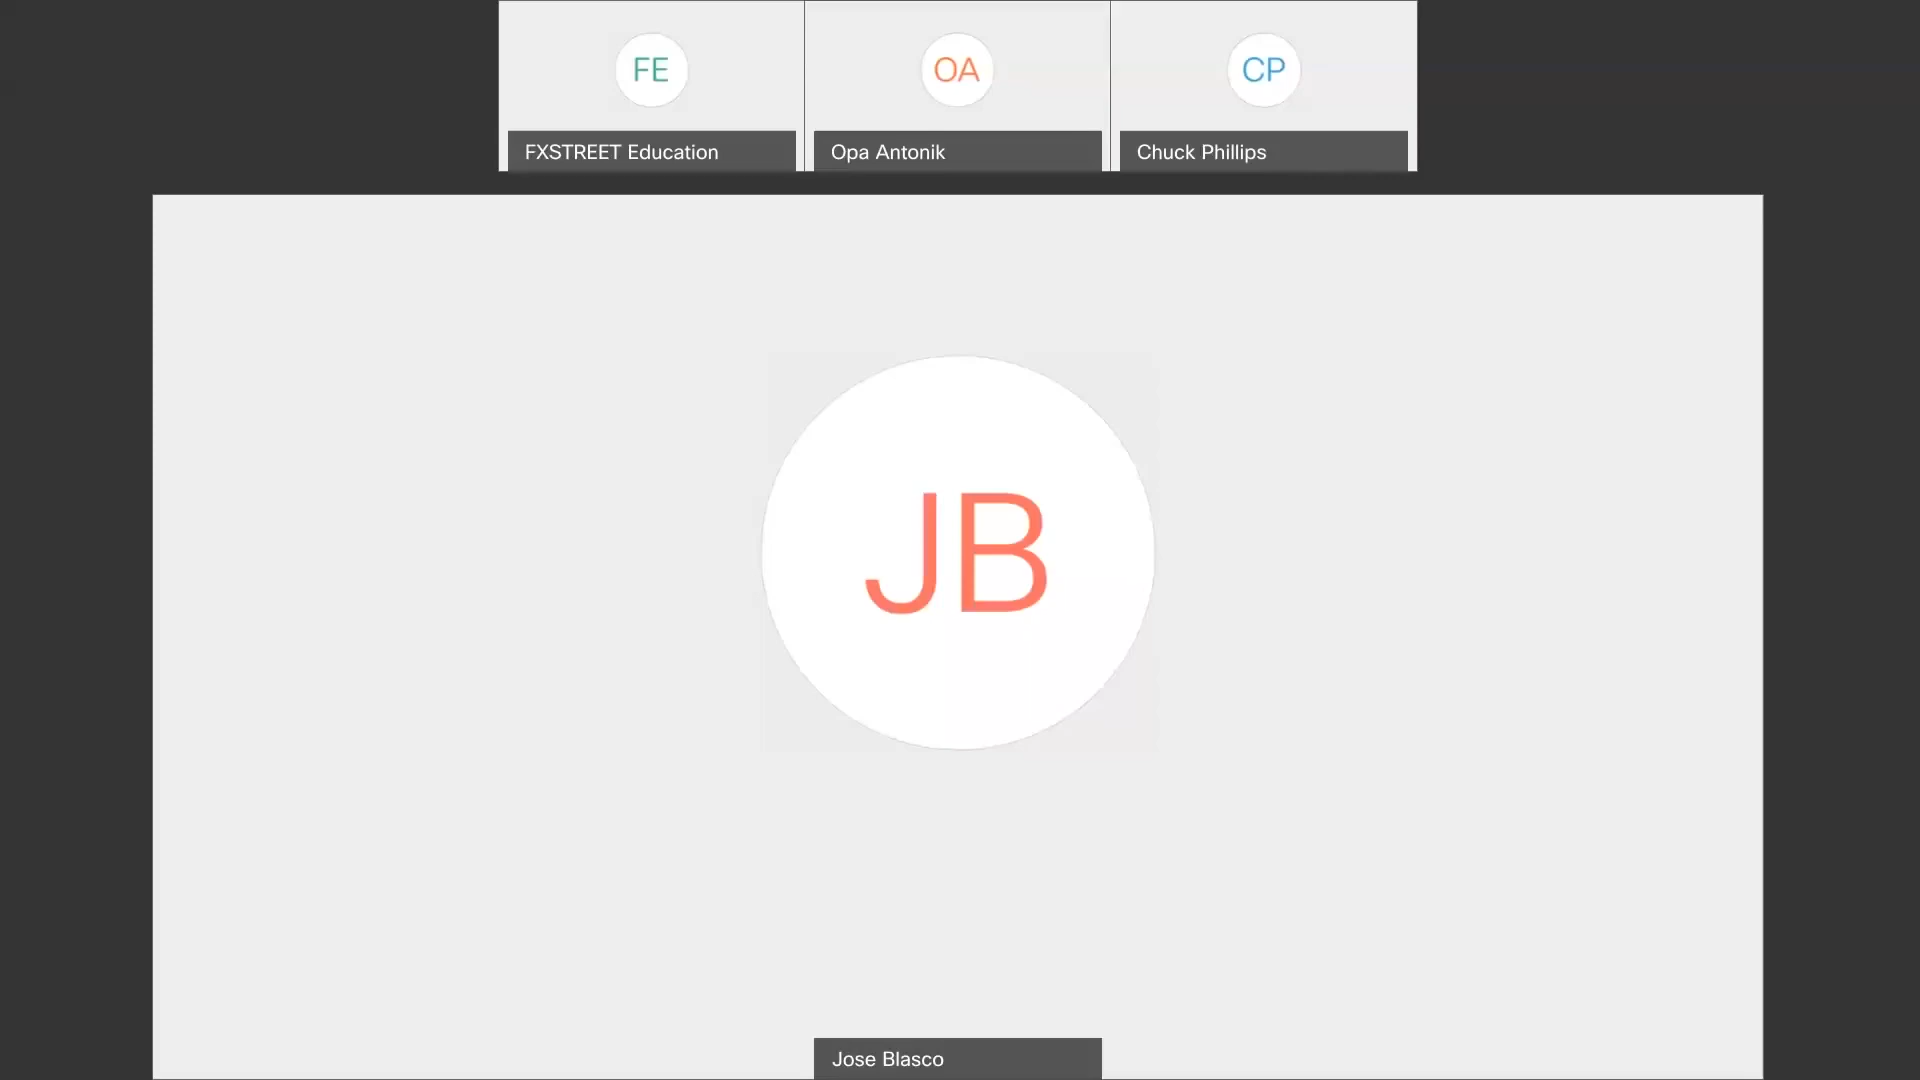 FE
OA
CP
FXSTREET Education
Opa Antonik
Chuck Phillips
JB
Jose Blasco